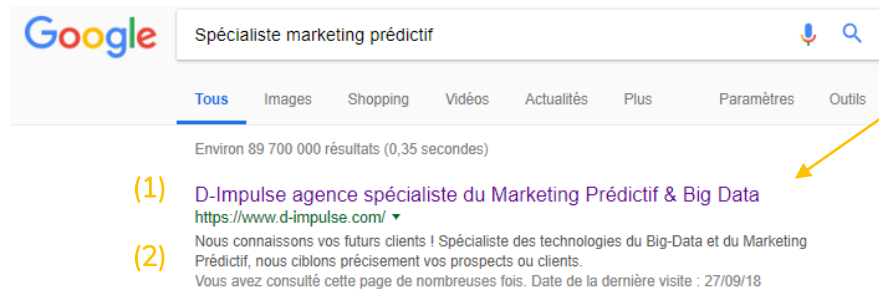 Google
Spécialiste marketing prédictif
Tous Images Shopping Vidéos Actualités Plus Paramètres Outils
Environ 89 700 000 résultats (0,35 secondes)
(1) D-Impulse agence spécialiste du Marketing Prédictif & Big Data
https://www.d-impulse.com/
(2) Nous connaissons vos futurs clients ! Spécialiste des technologies du Big-Data et du Marketing
Prédictif, nous ciblons précisement vos prospects ou clients.
Vous avez consulté cette page de nombreuses fois. Date de la dernière visite : 27/09/18